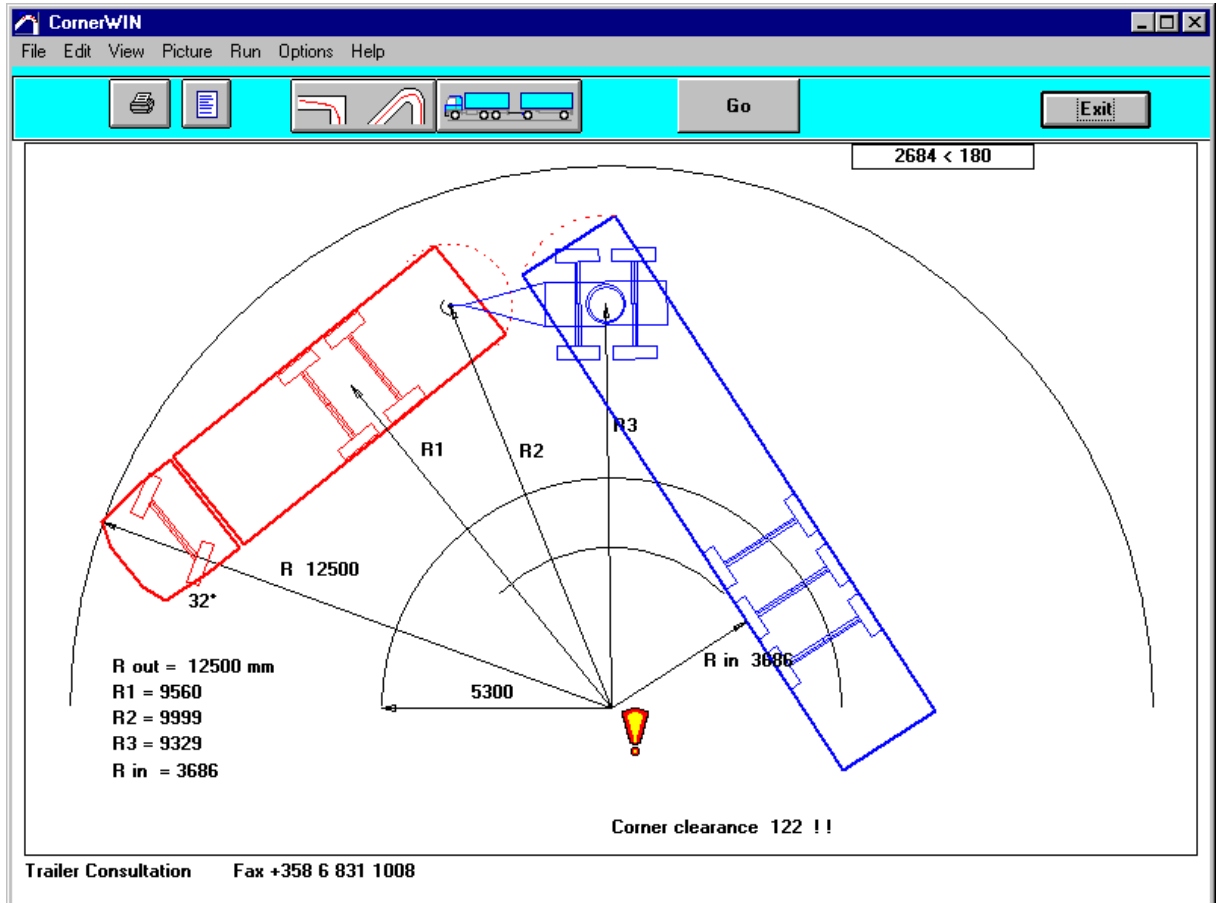 CornerWIN
File Edit View Picture Run Options Help
Go
Exit
2684 < 180
R1
R2
R3
R 12500
32°
R in 3686
5300
R out = 12500 mm
R1 = 9560
R2 = 9999
R3 = 9329
R in = 3686
Corner clearance 122 !!
Trailer Consultation Fax +358 6 831 1008